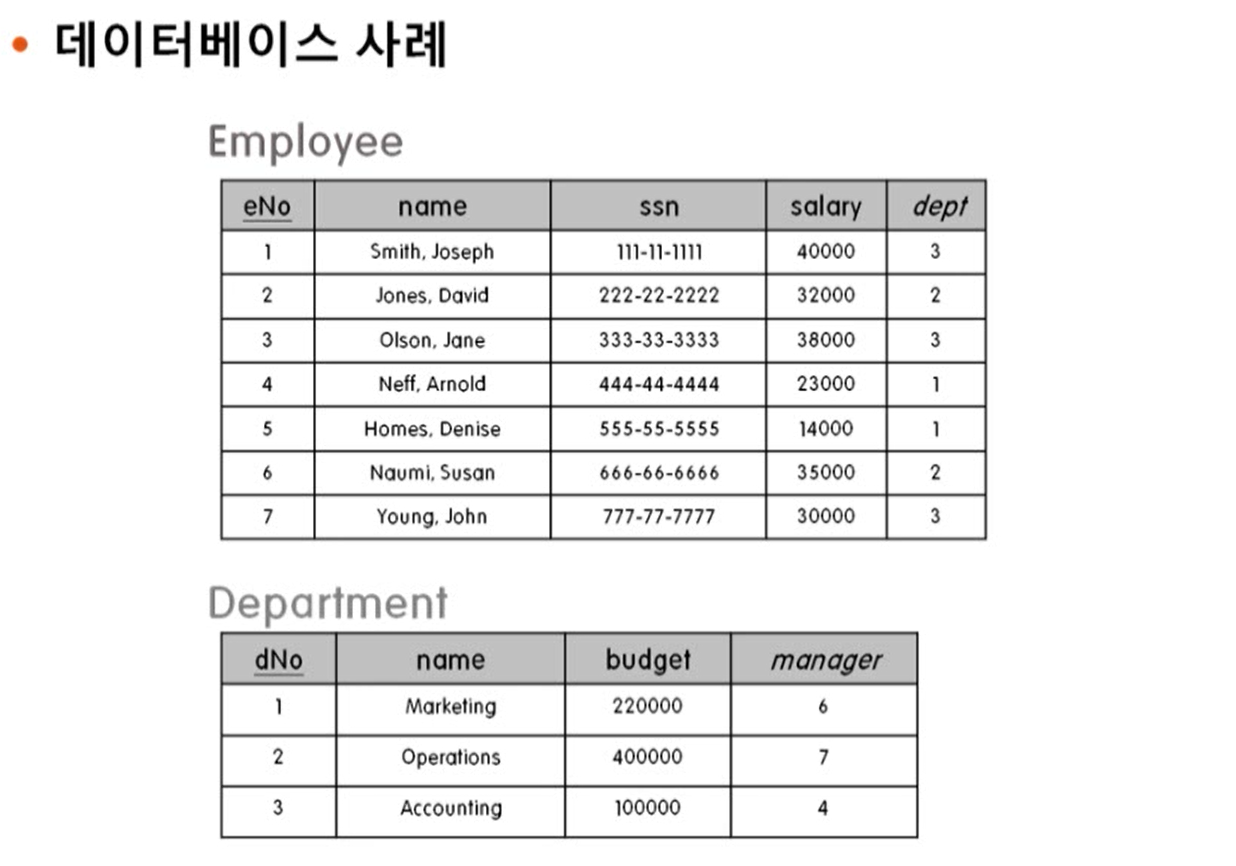 • 데이터베이스 사례
Employee
eNo name ssn salary dept
1 Smith, Joseph 111-11-1111 40000 3
2 Jones, David 222-22-2222 32000 2
3 Olson, Jane 333-33-3333 38000 3
4 Neff, Arnold 444-44-4444 23000 1
5 Homes, Denise 555-55-5555 14000 1
6 Naumi, Susan 666-66-6666 35000 2
7 Young, John 777-77-7777 30000 3
Department
dNo name budget manager
1 Marketing 220000 6
2 Operations 400000 7
3 Accounting 100000 4